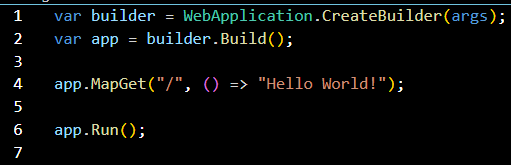 1 var builder = WebApplication.CreateBuilder(args);
2 var app = builder.Build();
3
4 app.MapGet("/", () => "Hello World!");
5
6 app.Run();
7